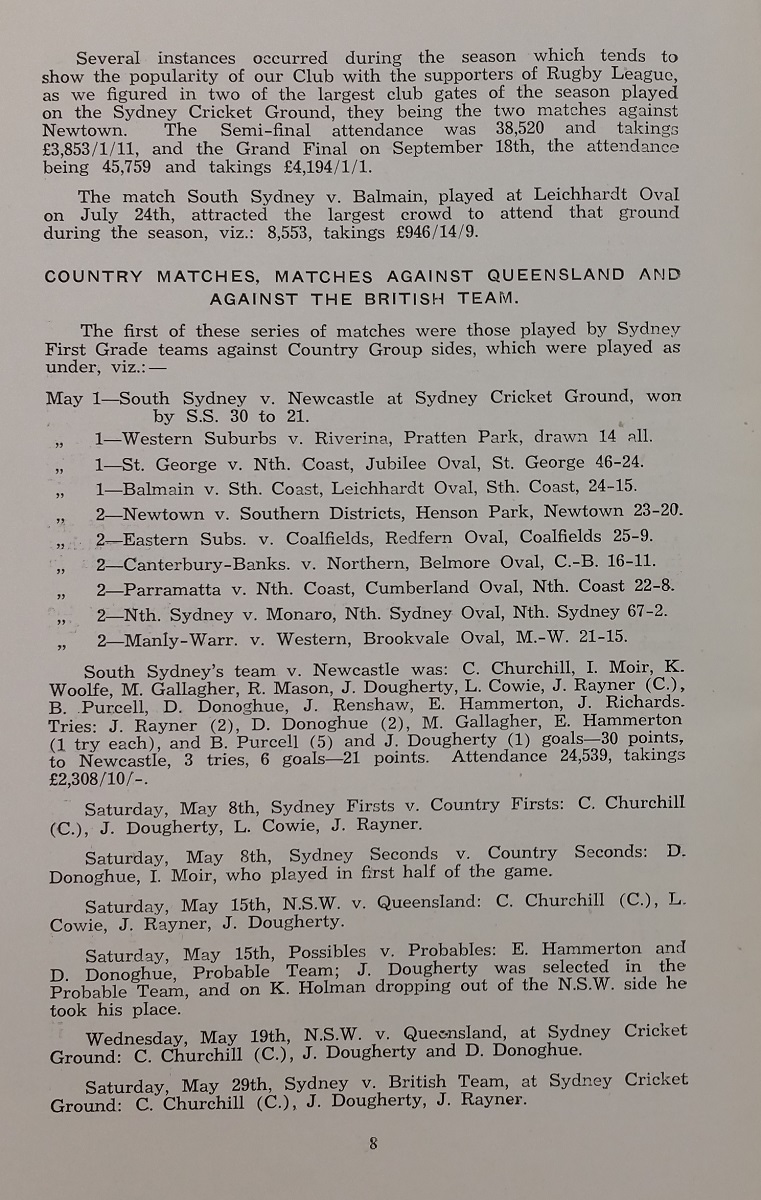 Several instances occurred during the season which tends to
show the popularity of our Club with the supporters of Rugby League,
as we figured in two of the largest club gates of the season played
on the Sydney Cricket Ground, they being the two matches against
Newtown. The Semi-final attendance was 38,520 and takings
£3,853/1/11, and the Grand Final on September 18th, the attendance
being 45,759 and takings £4,194/1/1.
The match South Sydney v. Balmain, played at Leichhardt Oval
on July 24th, attracted the largest crowd to attend that ground
during the season, viz.: 8,553, takings £946/14/9.
COUNTRY MATCHES, MATCHES AGAINST QUEENSLAND AND
AGAINST THE BRITISH TEAM.
The first of these series of matches were those played by Sydney
First Grade teams against Country Group sides, which were played as
under, viz.:—
May 1—South Sydney v. Newcastle at Sydney Cricket Ground, won
by S.S. 30 to 21.
„ 1—Western Suburbs v. Riverina, Pratten Park, drawn 14 all.
„ 1—St. George v. Nth. Coast, Jubilee Oval, St. George 46-24.
„ 1—Balmain v. Sth. Coast, Leichhardt Oval, Sth. Coast, 24-15.
„ 2—Newtown v. Southern Districts, Henson Park, Newtown 23-20.
„ 2—Eastern Subs. v. Coalfields, Redfern Oval, Coalfields 25-9.
„ 2—Canterbury-Banks. v. Northern, Belmore Oval, C.-B. 16-11.
„ 2—Parramatta v. Nth. Coast, Cumberland Oval, Nth. Coast 22-8.
„ 2—Nth. Sydney v. Monaro, Nth. Sydney Oval, Nth. Sydney 67-2.
„ 2—Manly-Warr. v. Western, Brookvale Oval, M.-W. 21-15.
South Sydney's team v. Newcastle was: C. Churchill, I. Moir, K.
Woolfe, M. Gallagher, R. Mason, J. Dougherty, L. Cowie, J. Rayner (C.),
B. Purcell, D. Donoghue, J. Renshaw, E. Hammerton, J. Richards.
Tries: J. Rayner (2), D. Donoghue (2), M. Gallagher, E. Hammerton
(1 try each), and B. Purcell (5) and J. Dougherty (1) goals—30 points,
to Newcastle, 3 tries, 6 goals—21 points. Attendance 24,539, takings
£2,308/10/-.
Saturday, May 8th, Sydney Firsts v. Country Firsts: C. Churchill
(C.), J. Dougherty, L. Cowie, J. Rayner.
Saturday, May 8th, Sydney Seconds v. Country Seconds: D.
Donoghue, I. Moir, who played in first half of the game.
Saturday, May 15th, N.S.W. v. Queensland: C. Churchill (C.), L.
Cowie, J. Rayner, J. Dougherty.
Saturday, May 15th, Possibles v. Probables: E. Hammerton and
D. Donoghue, Probable Team; J. Dougherty was selected in the
Probable Team, and on K. Holman dropping out of the N.S.W. side he
took his place.
Wednesday, May 19th, N.S.W. v. Queensland, at Sydney Cricket
Ground: C. Churchill (C.), J. Dougherty and D. Donoghue.
Saturday, May 29th, Sydney v. British Team, at Sydney Cricket
Ground: C. Churchill (C.), J. Dougherty, J. Rayner.
8